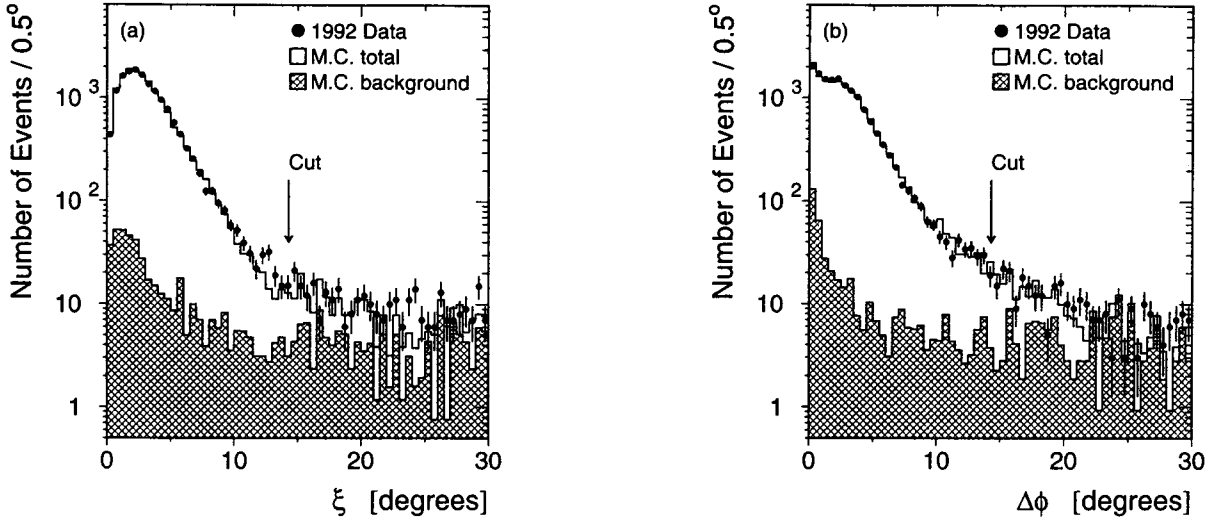 Number of Events / 0.5°
(a)
1992 Data
M.C. total
M.C. background
Cut
10³
10²
10
1
0
10
20
30
ξ [degrees]
Number of Events / 0.5°
(b)
1992 Data
M.C. total
M.C. background
Cut
10³
10²
10
1
0
10
20
30
Δϕ [degrees]